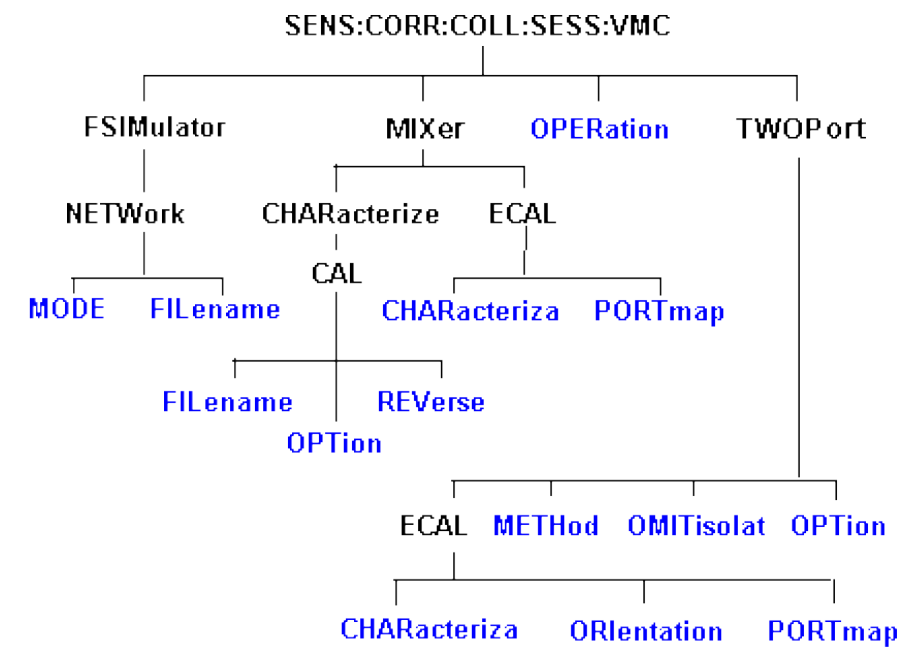 SENS:CORR:COLL:SESS:VMC
FSIMulator MIXer OPERation TWOPort
NETWork CHARacterize ECAL
CAL
MODE FILename CHARacteriza PORTmap
FILename REVerse
OPTion
ECAL METHod OMITisolat OPTion
CHARacteriza ORIentation PORTmap